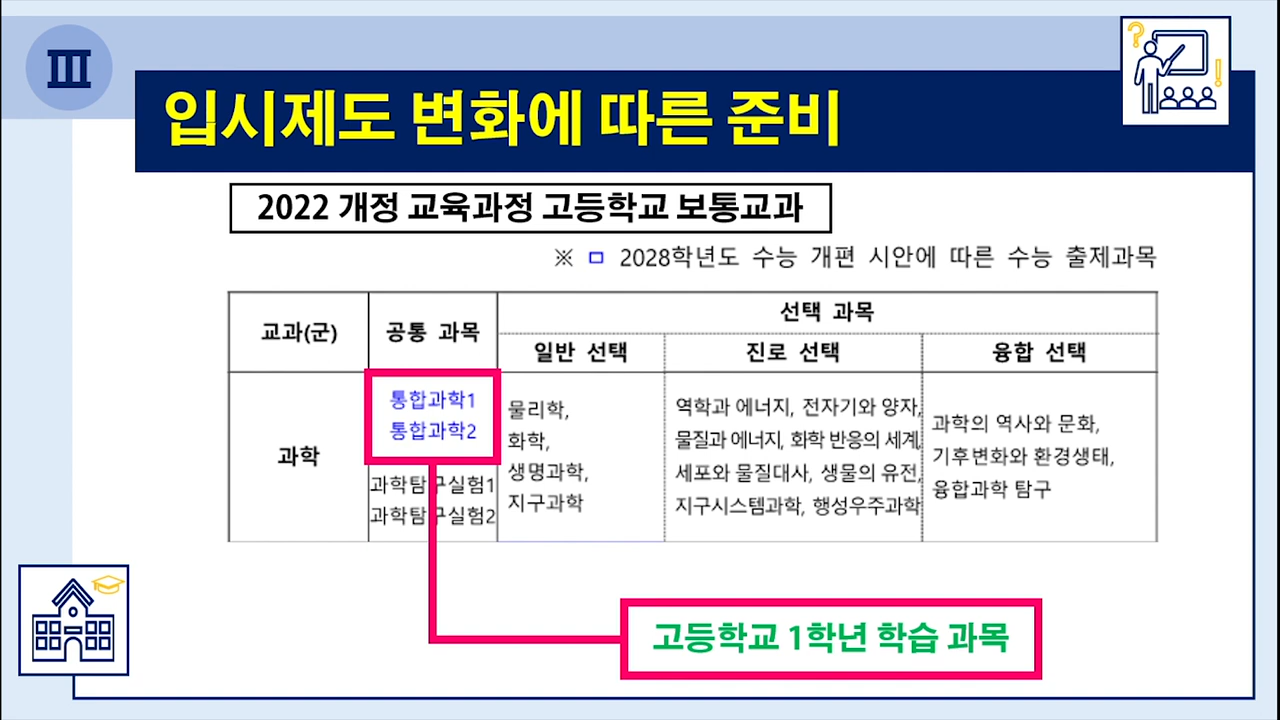 Ⅲ
입시제도 변화에 따른 준비
2022 개정 교육과정 고등학교 보통교과
※ □ 2028학년도 수능 개편 시안에 따른 수능 출제과목
교과(군)
공통 과목
선택 과목
일반 선택
진로 선택
융합 선택
과학
통합과학1
통합과학2
과학탐구실험1
과학탐구실험2
물리학,
화학,
생명과학,
지구과학
역학과 에너지, 전자기와 양자,
물질과 에너지, 화학 반응의 세계,
세포와 물질대사, 생물의 유전,
지구시스템과학, 행성우주과학
과학의 역사와 문화,
기후변화와 환경생태,
융합과학 탐구
고등학교 1학년 학습 과목